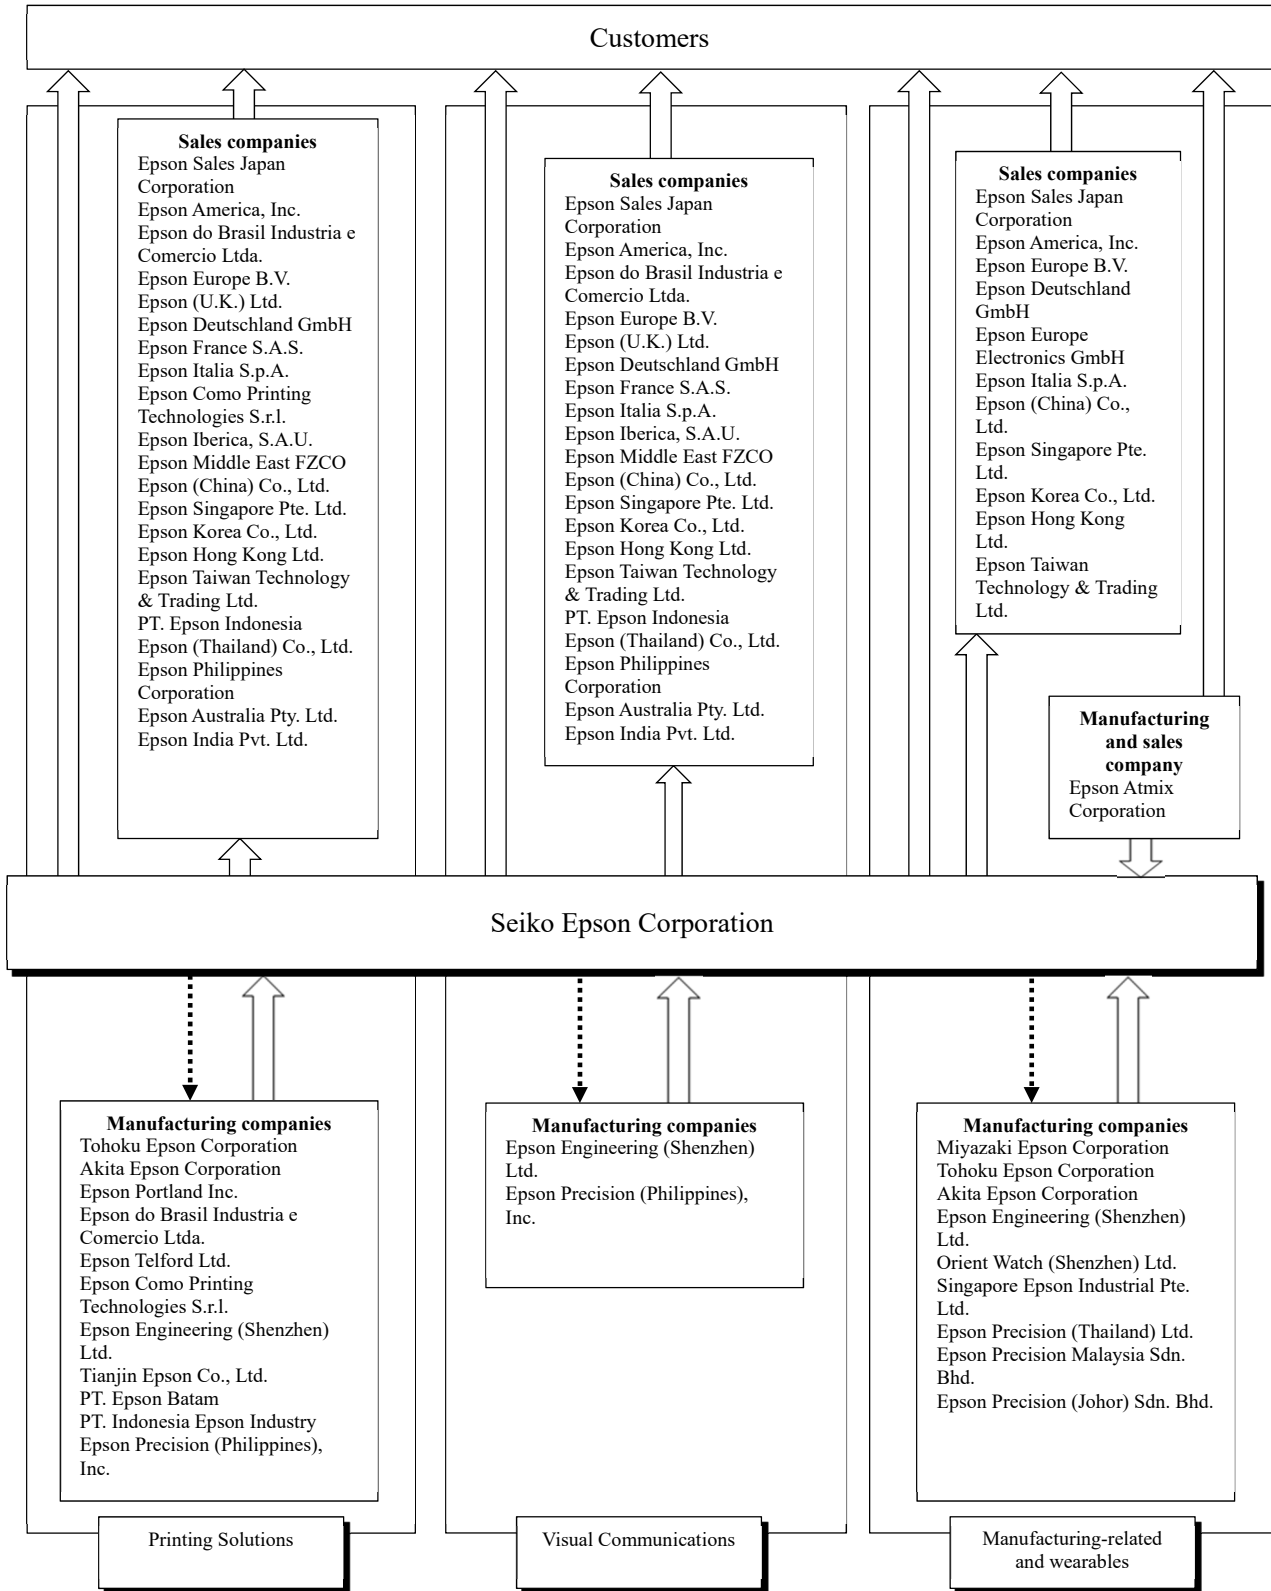 Customers
Sales companies
Epson Sales Japan
Corporation
Epson America, Inc.
Epson do Brasil Industria e
Comercio Ltda.
Epson Europe B.V.
Epson (U.K.) Ltd.
Epson Deutschland GmbH
Epson France S.A.S.
Epson Italia S.p.A.
Epson Como Printing
Technologies S.r.l.
Epson Iberica, S.A.U.
Epson Middle East FZCO
Epson (China) Co., Ltd.
Epson Singapore Pte. Ltd.
Epson Korea Co., Ltd.
Epson Hong Kong Ltd.
Epson Taiwan Technology
& Trading Ltd.
PT. Epson Indonesia
Epson (Thailand) Co., Ltd.
Epson Philippines
Corporation
Epson Australia Pty. Ltd.
Epson India Pvt. Ltd.
Sales companies
Epson Sales Japan
Corporation
Epson America, Inc.
Epson do Brasil Industria e
Comercio Ltda.
Epson Europe B.V.
Epson (U.K.) Ltd.
Epson Deutschland GmbH
Epson France S.A.S.
Epson Italia S.p.A.
Epson Iberica, S.A.U.
Epson Middle East FZCO
Epson (China) Co., Ltd.
Epson Singapore Pte. Ltd.
Epson Korea Co., Ltd.
Epson Hong Kong Ltd.
Epson Taiwan Technology
& Trading Ltd.
PT. Epson Indonesia
Epson (Thailand) Co., Ltd.
Epson Philippines
Corporation
Epson Australia Pty. Ltd.
Epson India Pvt. Ltd.
Sales companies
Epson Sales Japan
Corporation
Epson America, Inc.
Epson Europe B.V.
Epson Deutschland
GmbH
Epson Europe
Electronics GmbH
Epson Italia S.p.A.
Epson (China) Co.,
Ltd.
Epson Singapore Pte.
Ltd.
Epson Korea Co., Ltd.
Epson Hong Kong
Ltd.
Epson Taiwan
Technology & Trading
Ltd.
Manufacturing
and sales
company
Epson Atmix
Corporation
Seiko Epson Corporation
Manufacturing companies
Tohoku Epson Corporation
Akita Epson Corporation
Epson Portland Inc.
Epson do Brasil Industria e
Comercio Ltda.
Epson Telford Ltd.
Epson Como Printing
Technologies S.r.l.
Epson Engineering (Shenzhen)
Ltd.
Tianjin Epson Co., Ltd.
PT. Epson Batam
PT. Indonesia Epson Industry
Epson Precision (Philippines),
Inc.
Manufacturing companies
Epson Engineering (Shenzhen)
Ltd.
Epson Precision (Philippines),
Inc.
Manufacturing companies
Miyazaki Epson Corporation
Tohoku Epson Corporation
Akita Epson Corporation
Epson Engineering (Shenzhen)
Ltd.
Orient Watch (Shenzhen) Ltd.
Singapore Epson Industrial Pte.
Ltd.
Epson Precision (Thailand) Ltd.
Epson Precision Malaysia Sdn.
Bhd.
Epson Precision (Johor) Sdn. Bhd.
Printing Solutions
Visual Communications
Manufacturing-related
and wearables